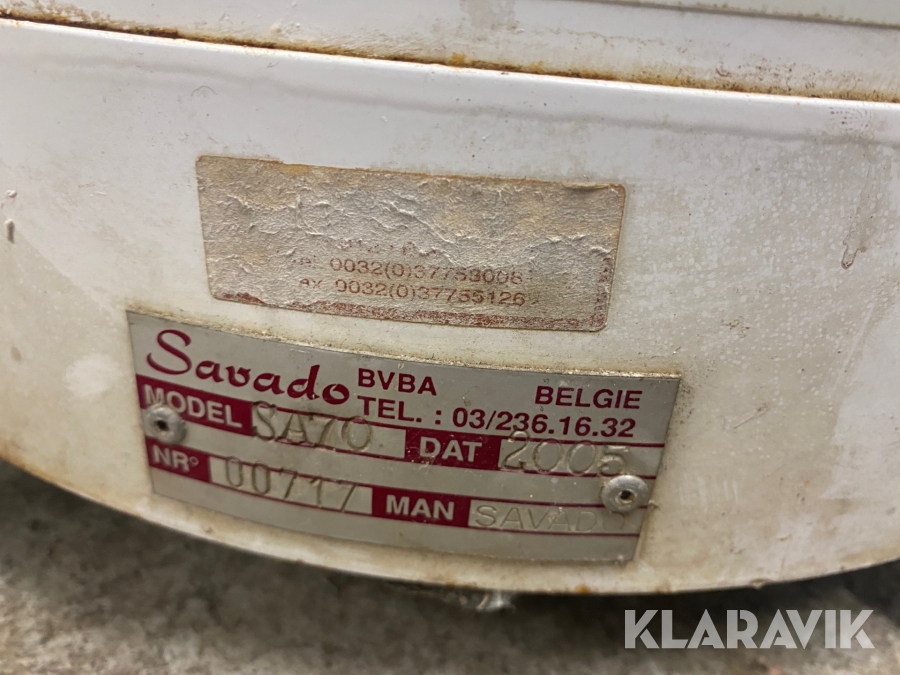 0032(0)37753008
0032(0)37755126
Savado BVBA BELGIE
TEL. : 03/236.16.32
MODEL SA70 DAT 2005
NR° 00717 MAN SAVADO
KLARAVIK